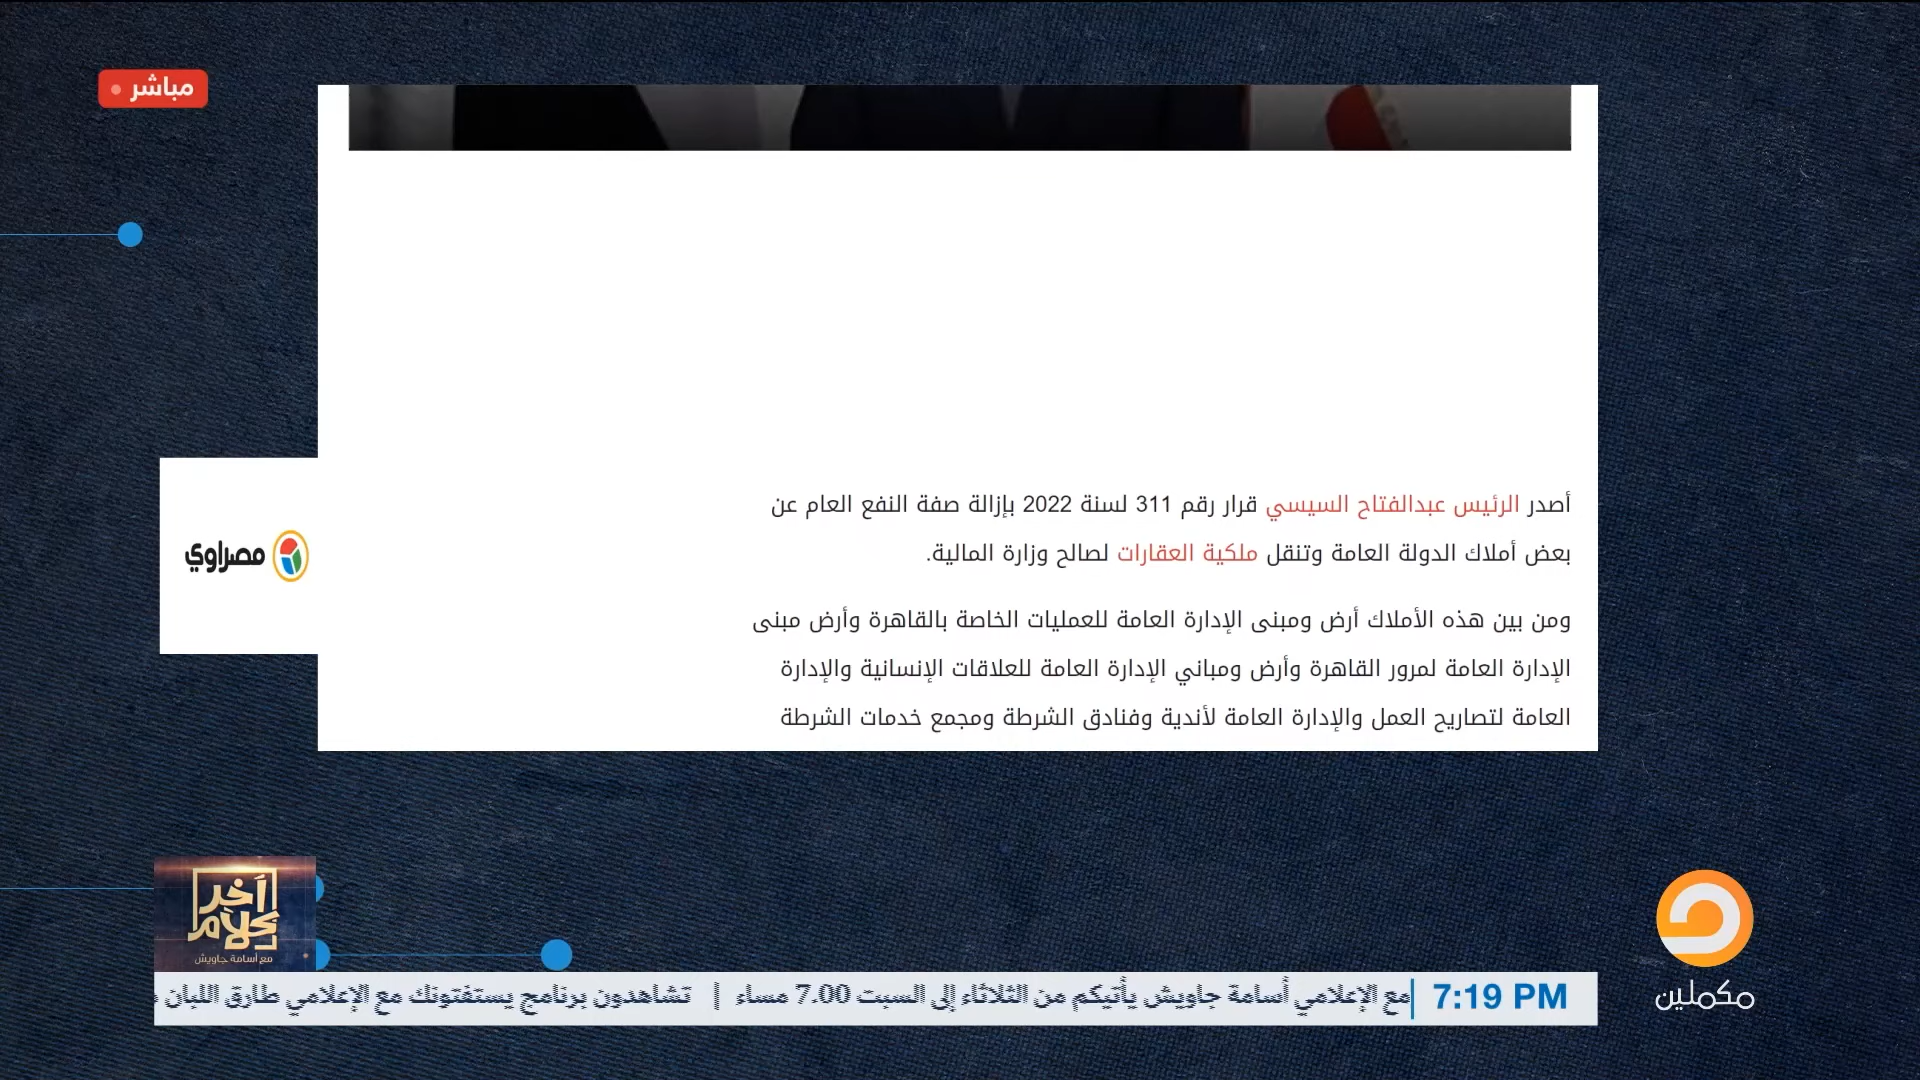 مباشر
أصدر الرئيس عبدالفتاح السيسي قرار رقم 311 لسنة 2022 بإزالة صفة النفع العام عن
بعض أملاك الدولة العامة وتنقل ملكية العقارات لصالح وزارة المالية.
ومن بين هذه الأملاك أرض ومبنى الإدارة العامة للعمليات الخاصة بالقاهرة وأرض مبنى
الإدارة العامة لمرور القاهرة وأرض ومباني الإدارة العامة للعلاقات الإنسانية والإدارة
العامة لتصاريح العمل والإدارة العامة لأندية وفنادق الشرطة ومجمع خدمات الشرطة
مصراوي
آخر
كلام
مع أسامة جاويش
مكملين
7:19 PM
مع الإعلامي أسامة جاويش يأتيكم من الثلاثاء إلى السبت 7.00 مساء | تشاهدون برنامج يستفتونك مع الإعلامي طارق اللبان